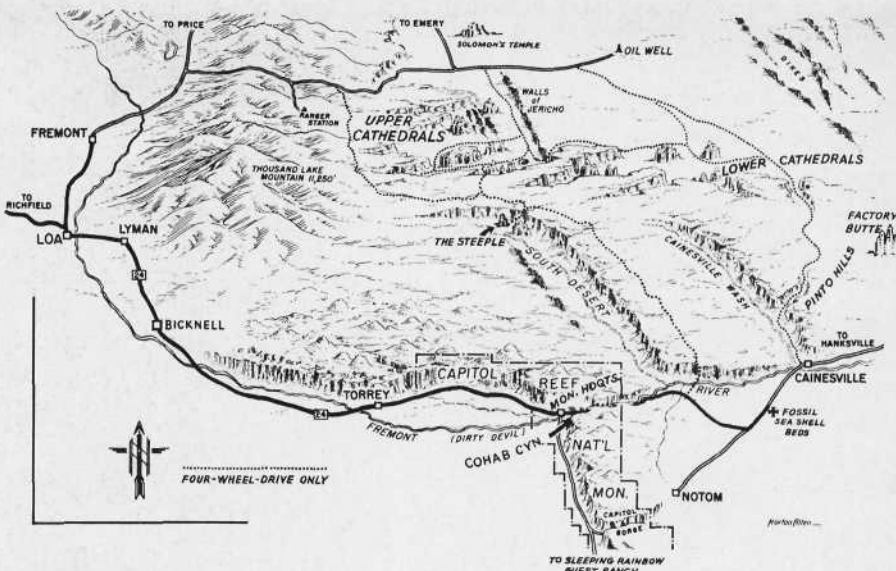 TO PRICE
TO EMERY
SOLOMON'S TEMPLE
OIL WELL
DIKES
WALLS
of
JERICHO
RANGER
STATION
UPPER
CATHEDRALS
FREMONT
THOUSAND LAKE
MOUNTAIN 11,250'
LOWER CATHEDRALS
TO
RICHFIELD
LOA
LYMAN
THE STEEPLE
FACTORY
BUTTE
24
SOUTH DESERT
CAINESVILLE
WASH
PINTO HILLS
BICKNELL
TO
HANKSVILLE
CAPITOL
REEF
MON. HDQTS.
RIVER
CAINESVILLE
TORREY
24
FREMONT
(DIRTY DEVIL)
COHAB CYN.
NAT'L
MON.
FOSSIL
SEA SHELL
BEDS
FOUR-WHEEL-DRIVE ONLY
NOTOM
CAPITOL
GORGE
Norton Allen
TO SLEEPING RAINBOW
GUEST RANCH